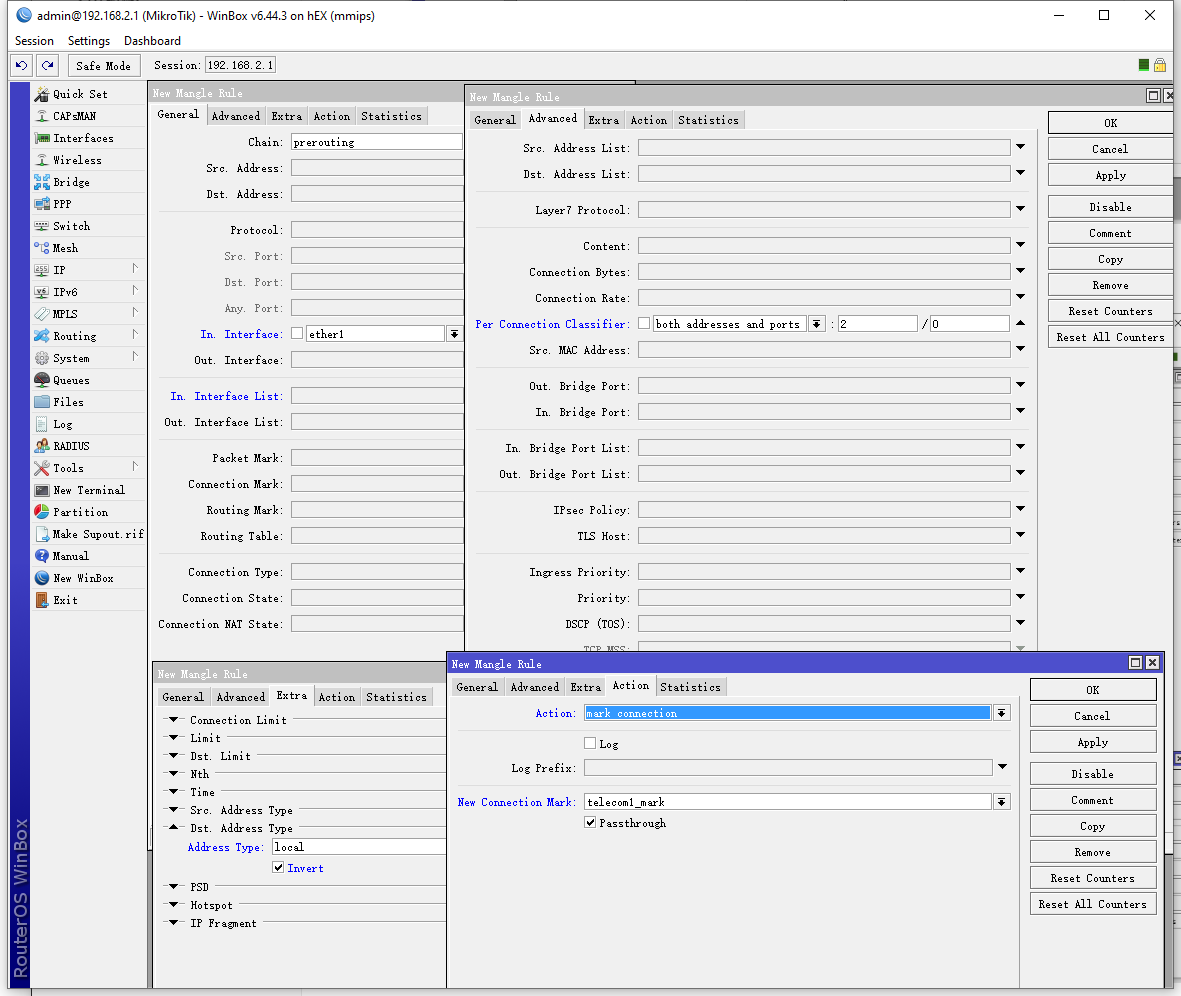 admin@192.168.2.1 (MikroTik) - WinBox v6.44.3 on hEX (mmips)
Session Settings Dashboard
Safe Mode Session: 192.168.2.1
Quick Set
CAPsMAN
Interfaces
Wireless
Bridge
PPP
Switch
Mesh
IP
IPv6
MPLS
Routing
System
Queues
Files
Log
RADIUS
Tools
New Terminal
Partition
Make Supout.rif
Manual
New WinBox
Exit
RouterOS WinBox
New Mangle Rule
General Advanced Extra Action Statistics
Chain: prerouting
Src. Address:
Dst. Address:
Protocol:
Src. Port:
Dst. Port:
Any. Port:
In. Interface: ether1
Out. Interface:
In. Interface List:
Out. Interface List:
Packet Mark:
Connection Mark:
Routing Mark:
Routing Table:
Connection Type:
Connection State:
Connection NAT State:
New Mangle Rule
General Advanced Extra Action Statistics
Src. Address List:
Dst. Address List:
Layer7 Protocol:
Content:
Connection Bytes:
Connection Rate:
Per Connection Classifier: both addresses and ports : 2 / 0
Src. MAC Address:
Out. Bridge Port:
In. Bridge Port:
In. Bridge Port List:
Out. Bridge Port List:
IPsec Policy:
TLS Host:
Ingress Priority:
Priority:
DSCP (TOS):
TCP MSS:
OK
Cancel
Apply
Disable
Comment
Copy
Remove
Reset Counters
Reset All Counters
New Mangle Rule
General Advanced Extra Action Statistics
Connection Limit
Limit
Dst. Limit
Nth
Time
Src. Address Type
Dst. Address Type
Address Type: local
Invert
PSD
Hotspot
IP Fragment
New Mangle Rule
General Advanced Extra Action Statistics
Action: mark connection
Log
Log Prefix:
New Connection Mark: telecom1_mark
Passthrough
OK
Cancel
Apply
Disable
Comment
Copy
Remove
Reset Counters
Reset All Counters